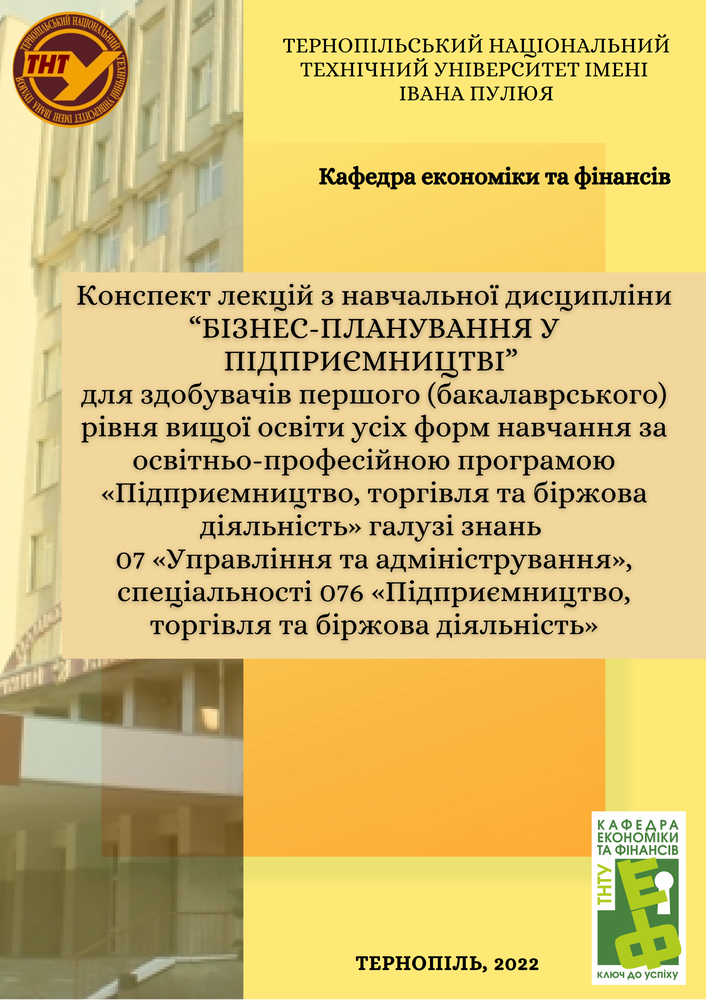 ТЕРНОПІЛЬСЬКИЙ НАЦІОНАЛЬНИЙ ТЕХНІЧНИЙ УНІВЕРСИТЕТ ІМЕНІ ІВАНА ПУЛЮЯ
ТНТУ
ТЕРНОПІЛЬСЬКИЙ НАЦІОНАЛЬНИЙ
ТЕХНІЧНИЙ УНІВЕРСИТЕТ ІМЕНІ
ІВАНА ПУЛЮЯ
Кафедра економіки та фінансів
Конспект лекцій з навчальної дисципліни
“БІЗНЕС-ПЛАНУВАННЯ У
ПІДПРИЄМНИЦТВІ”
для здобувачів першого (бакалаврського)
рівня вищої освіти усіх форм навчання за
освітньо-професійною програмою
«Підприємництво, торгівля та біржова
діяльність» галузі знань
07 «Управління та адміністрування»,
спеціальності 076 «Підприємництво,
торгівля та біржова діяльність»
КАФЕДРА
ЕКОНОМІКИ
ТА ФІНАНСІВ
ТНТУ
ЕФ
КЛЮЧ ДО УСПІХУ
ТЕРНОПІЛЬ, 2022